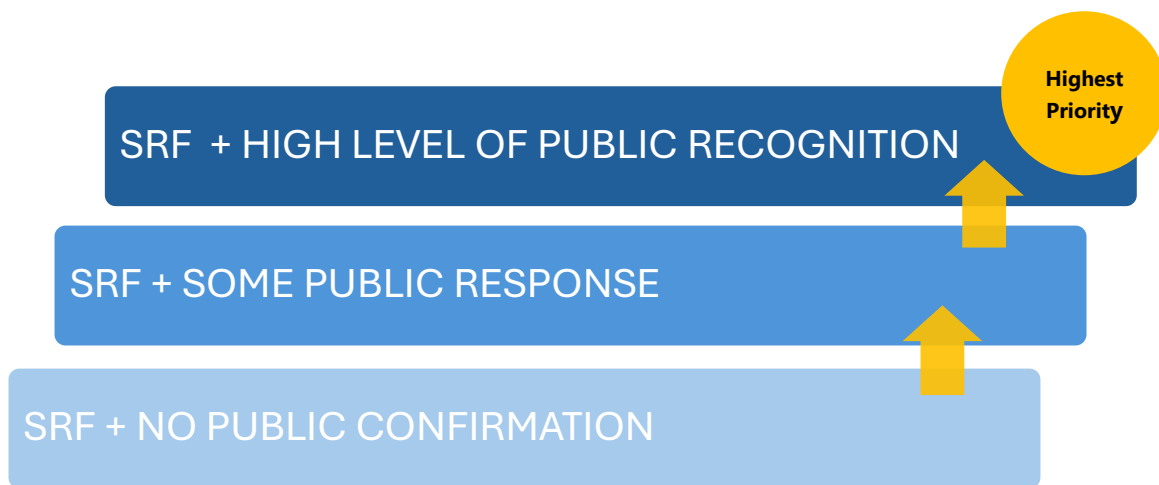 Highest
Priority
SRF + HIGH LEVEL OF PUBLIC RECOGNITION
SRF + SOME PUBLIC RESPONSE
SRF + NO PUBLIC CONFIRMATION